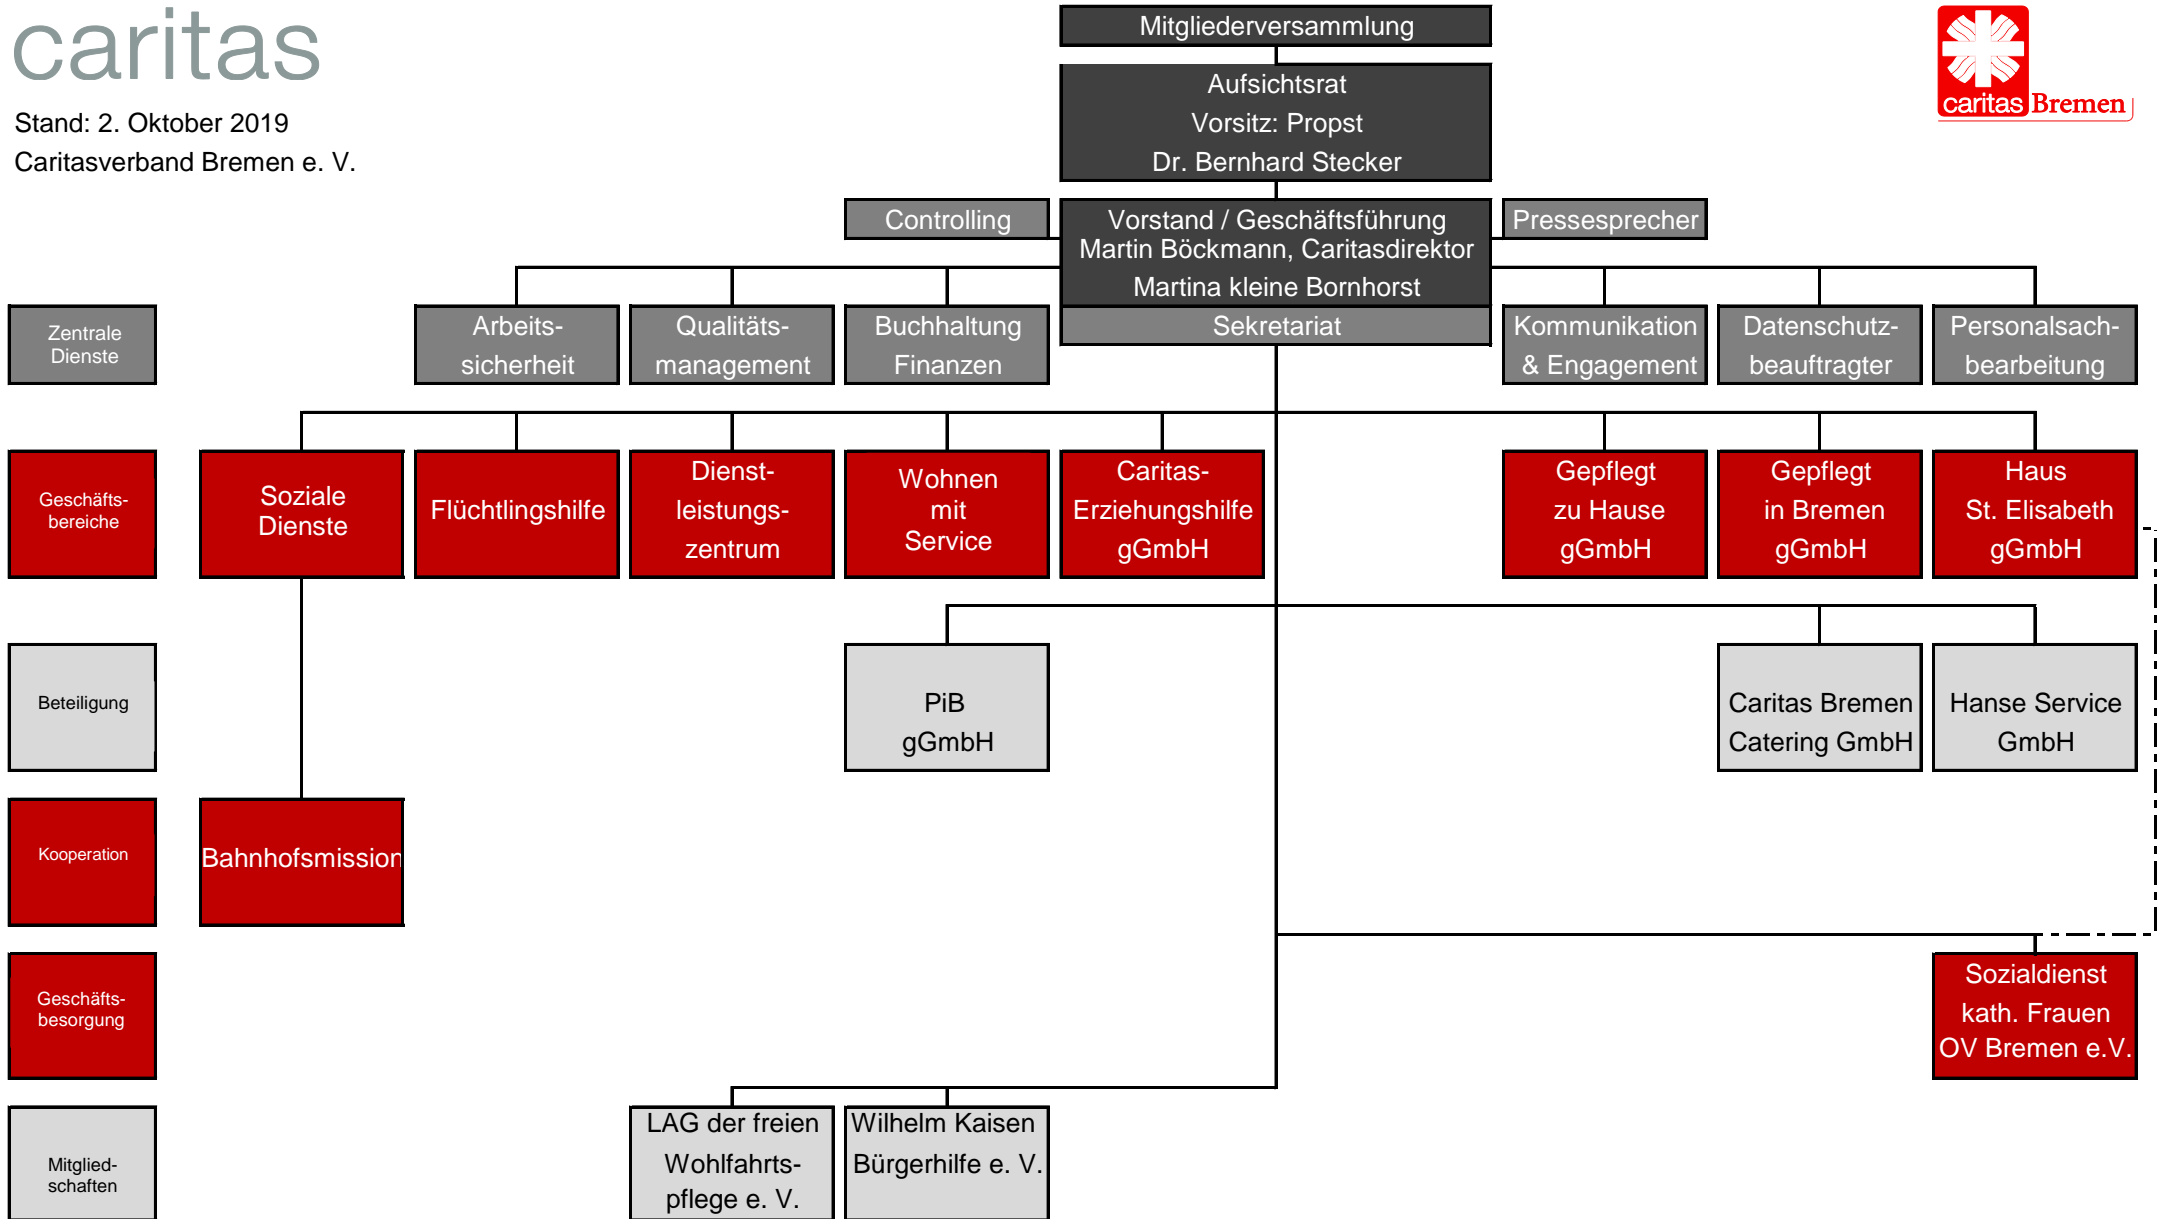 caritas
Stand: 2. Oktober 2019
Caritasverband Bremen e. V.
Mitgliederversammlung
Aufsichtsrat
Vorsitz: Propst
Dr. Bernhard Stecker
caritas Bremen
Controlling
Vorstand / Geschäftsführung
Martin Böckmann, Caritasdirektor
Martina kleine Bornhorst
Pressesprecher
Zentrale
Dienste
Arbeits-
sicherheit
Qualitäts-
management
Buchhaltung
Finanzen
Sekretariat
Kommunikation
& Engagement
Datenschutz-
beauftragter
Personalsach-
bearbeitung
Geschäfts-
bereiche
Soziale
Dienste
Flüchtlingshilfe
Dienst-
leistungs-
zentrum
Wohnen
mit
Service
Caritas-
Erziehungshilfe
gGmbH
Gepflegt
zu Hause
gGmbH
Gepflegt
in Bremen
gGmbH
Haus
St. Elisabeth
gGmbH
Beteiligung
PiB
gGmbH
Caritas Bremen
Catering GmbH
Hanse Service
GmbH
Kooperation
Bahnhofsmission
Geschäfts-
besorgung
Sozialdienst
kath. Frauen
OV Bremen e.V.
Mitglied-
schaften
LAG der freien
Wohlfahrts-
pflege e. V.
Wilhelm Kaisen
Bürgerhilfe e. V.